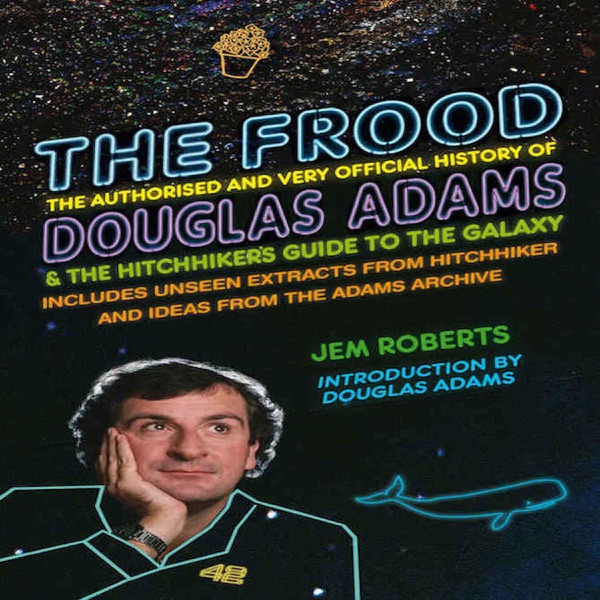 THE FROOD
THE AUTHORISED AND VERY OFFICIAL HISTORY OF
DOUGLAS ADAMS
& THE HITCHHIKER'S GUIDE TO THE GALAXY
INCLUDES UNSEEN EXTRACTS FROM HITCHHIKER
AND IDEAS FROM THE ADAMS ARCHIVE
JEM ROBERTS
INTRODUCTION BY
DOUGLAS ADAMS
42